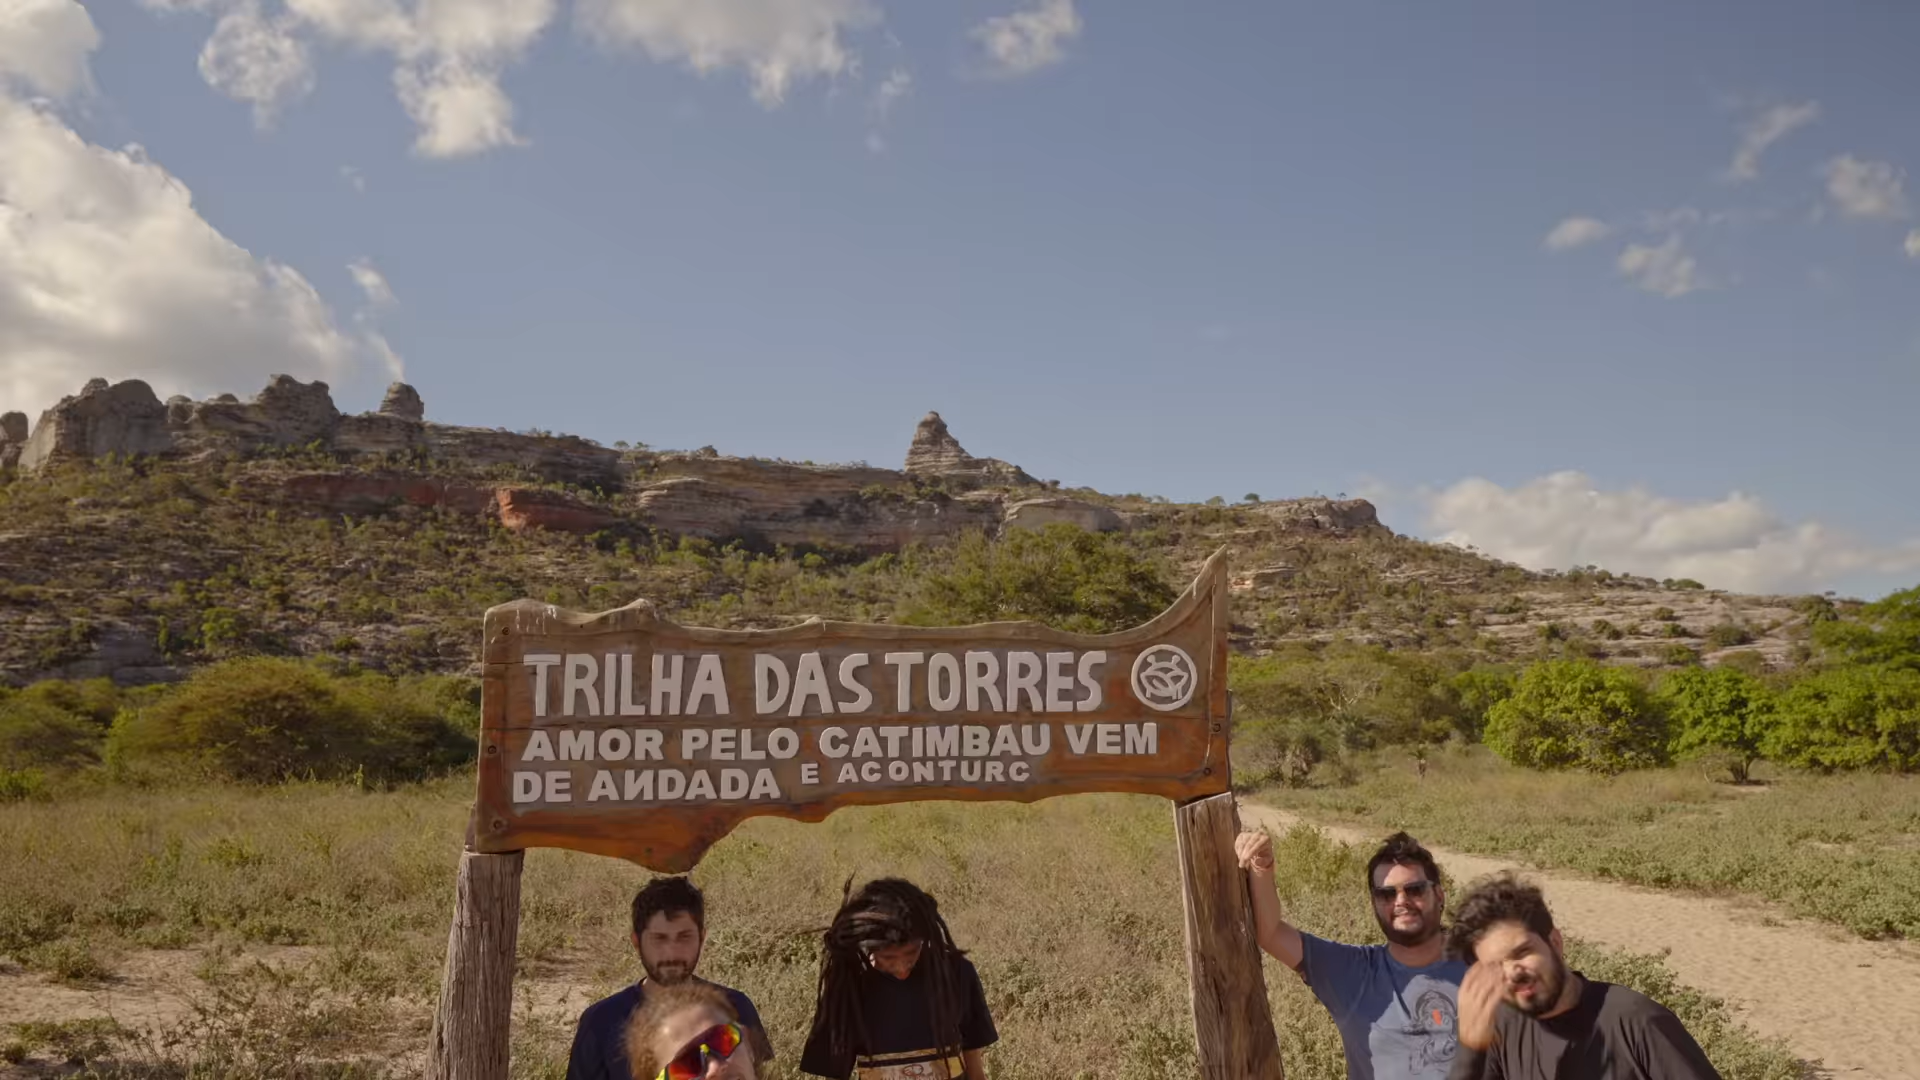 TRILHA DAS TORRES
AMOR PELO CATIMBAU VEM
DE ANDADA E ACONTURC